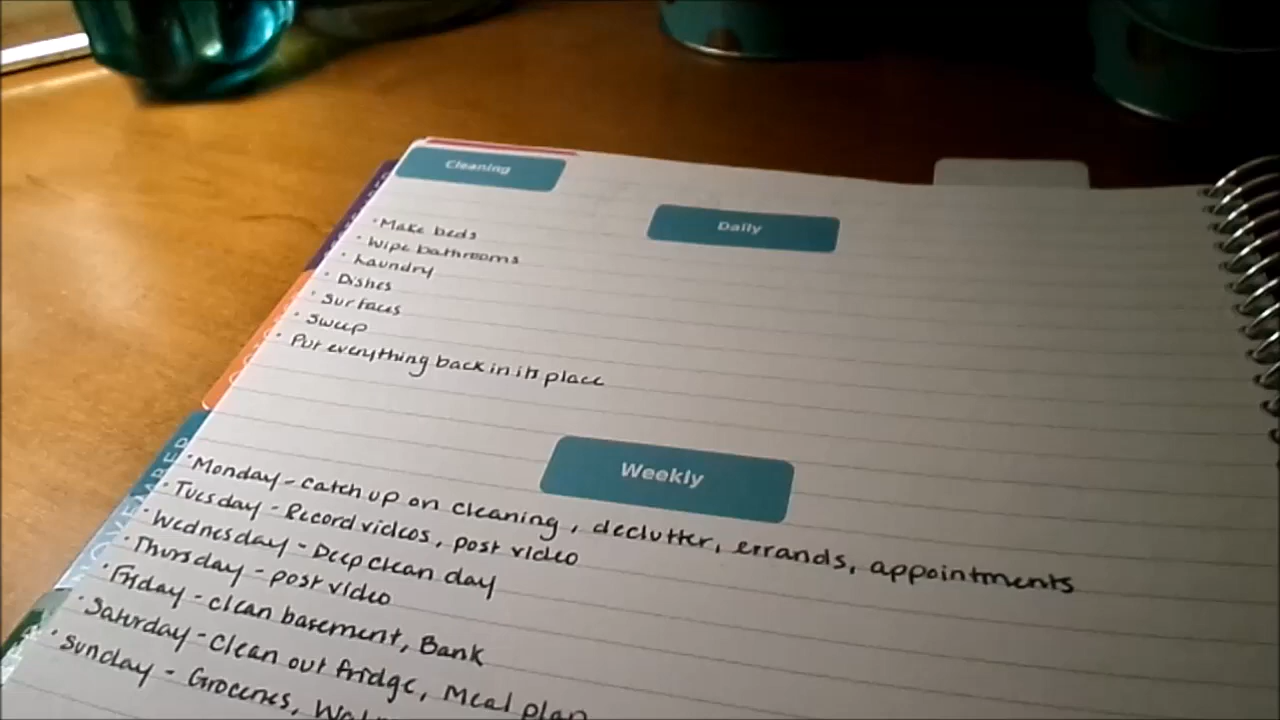 Cleaning
Daily
· Make beds
· Wipe bathrooms
· Laundry
· Dishes
· Surfaces
· Sweep
· Put everything back in its place
Weekly
· Monday - catch up on cleaning, declutter, errands, appointments
· Tuesday - Record videos, post video
· Wednesday - Deep clean day
· Thursday - post video
· Friday - clean basement, Bank
· Saturday - Clean out fridge, Meal plan
· Sunday - Groceries,
NOVEMBER